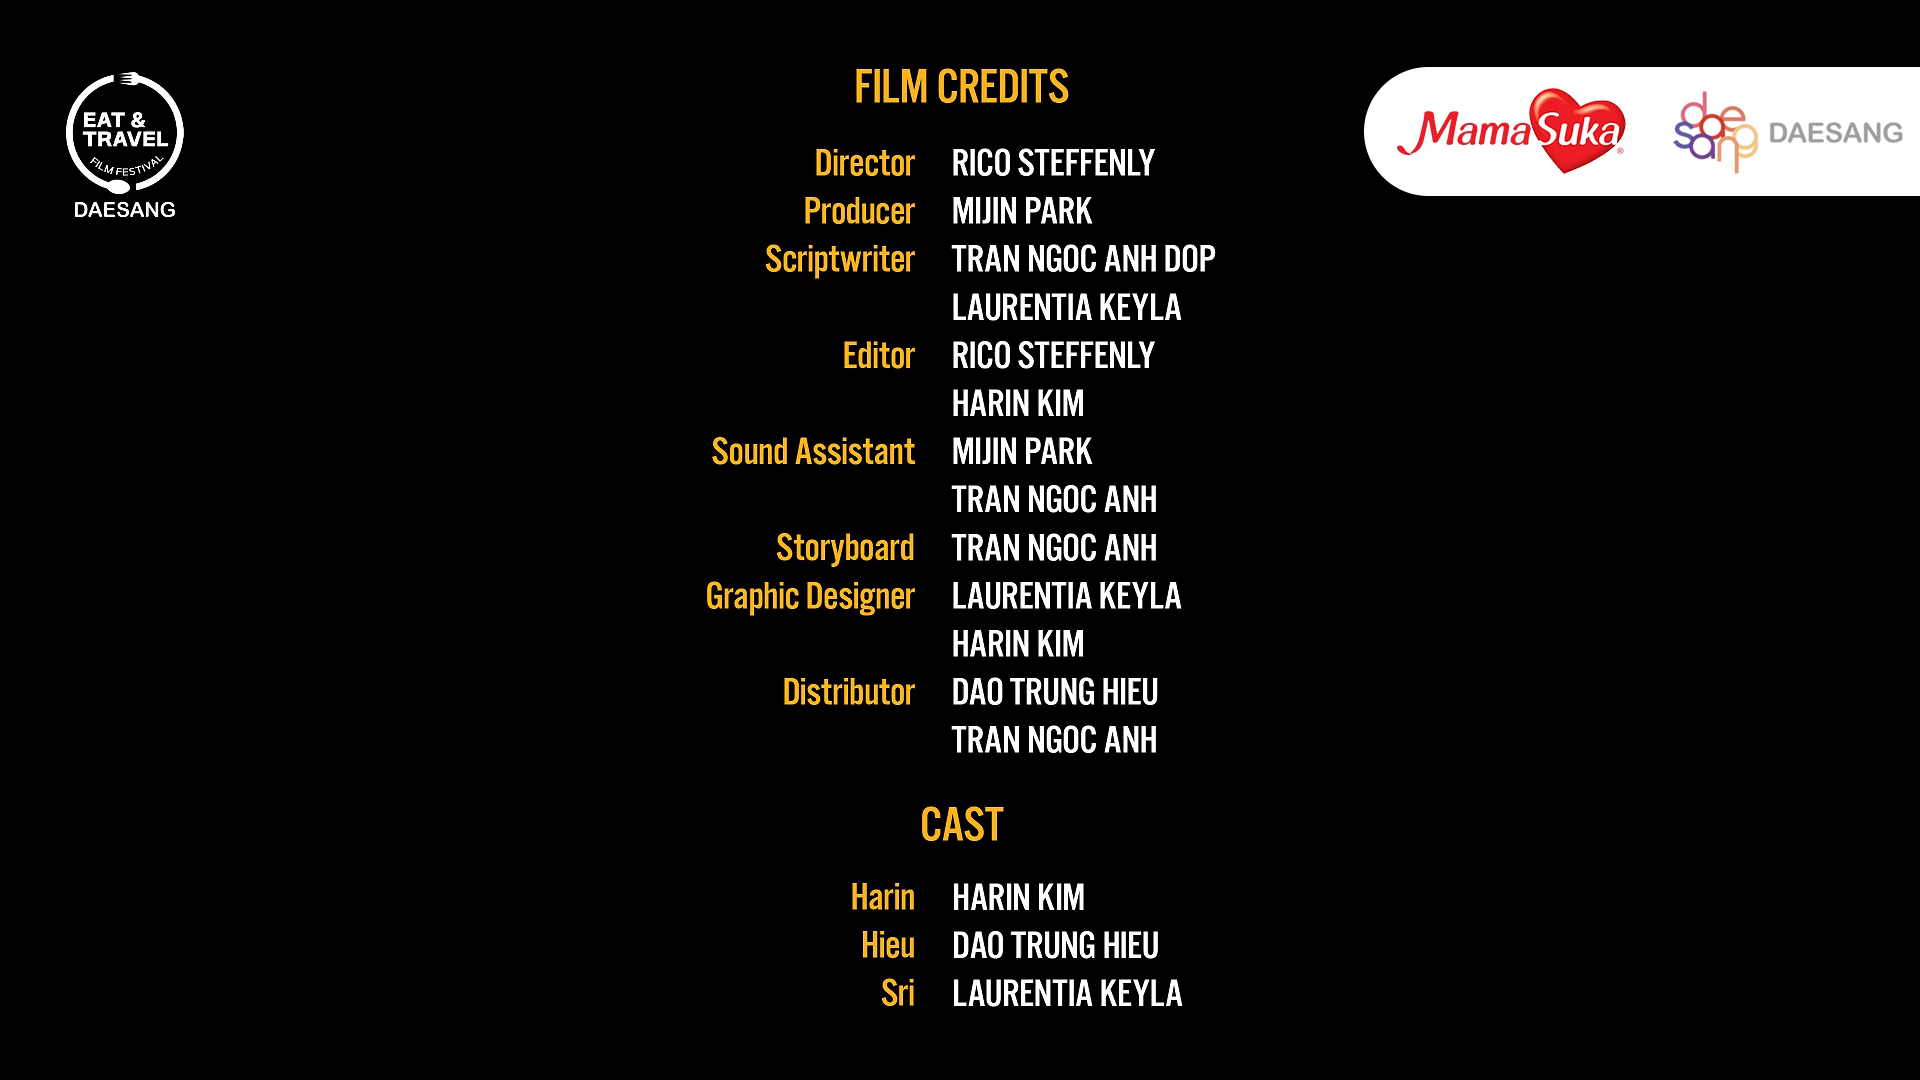 EAT &
TRAVEL
FILM FESTIVAL
DAESANG
FILM CREDITS
MamaSuka®
daesang DAESANG
Director RICO STEFFENLY
Producer MIJIN PARK
Scriptwriter TRAN NGOC ANH DOP
LAURENTIA KEYLA
Editor RICO STEFFENLY
HARIN KIM
Sound Assistant MIJIN PARK
TRAN NGOC ANH
Storyboard TRAN NGOC ANH
Graphic Designer LAURENTIA KEYLA
HARIN KIM
Distributor DAO TRUNG HIEU
TRAN NGOC ANH
CAST
Harin HARIN KIM
Hieu DAO TRUNG HIEU
Sri LAURENTIA KEYLA